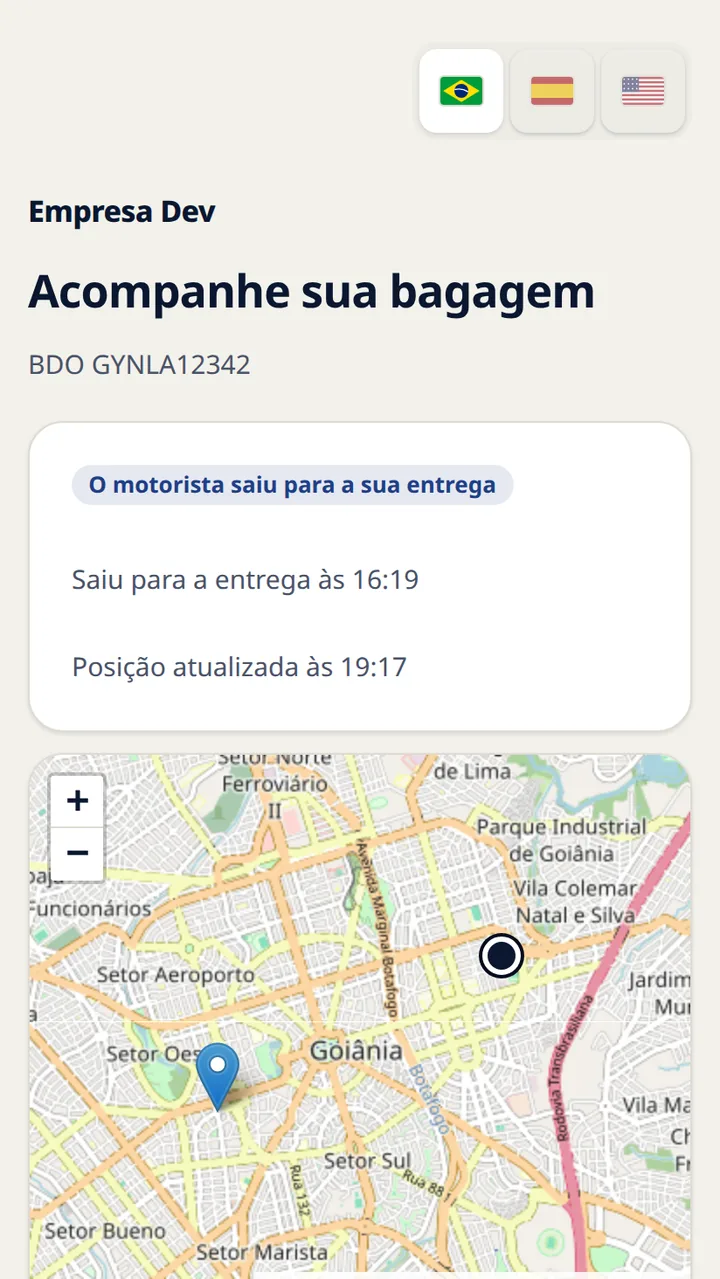 Empresa Dev
Acompanhe sua bagagem
BDO GYNLA12342
O motorista saiu para a sua entrega
Saiu para a entrega às 16:19
Posição atualizada às 19:17
+
−
Setor Norte
Ferroviário
II
de Lima
Parque Industrial
de Goiânia
Vila Colemar
Natal e Silva
Funcionários
Avenida Marginal Botafogo
Setor Aeroporto
Jardim
Rodovia Transbrasiliana
Goiânia
Botafogo
Setor
Vila
Setor Sul
Rua 132
Rua 88
Setor Bueno
Setor Marista